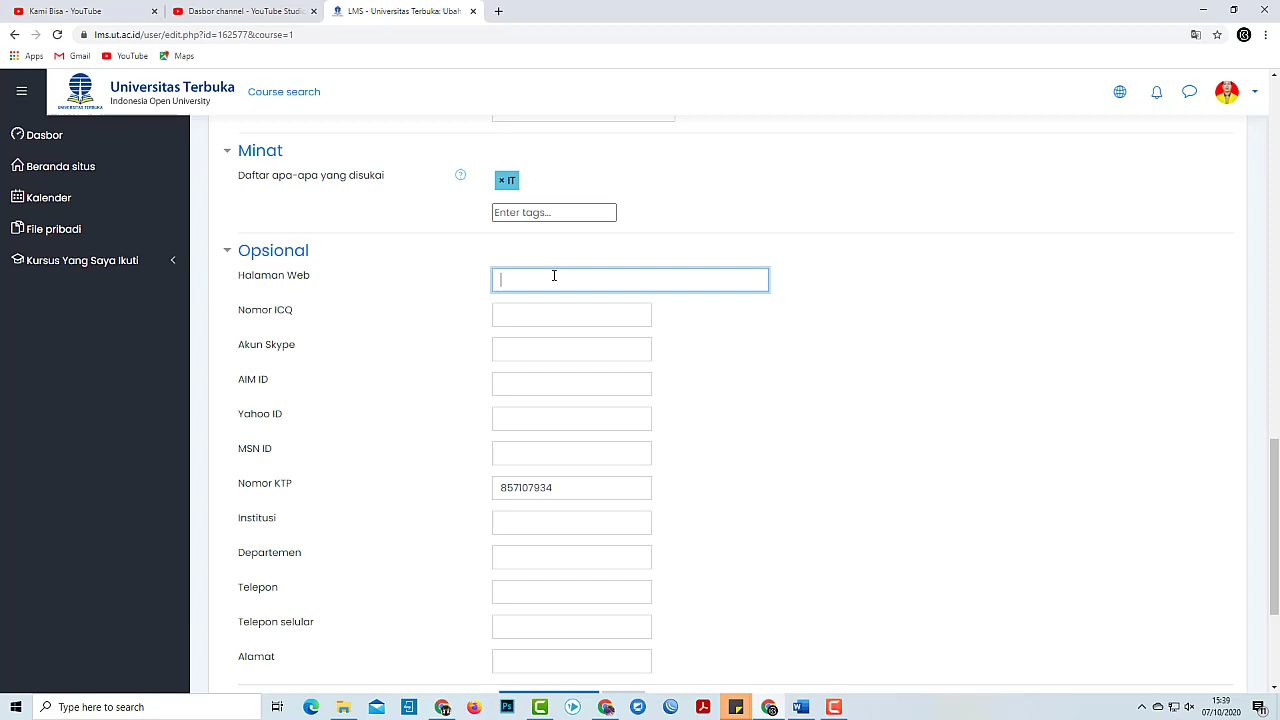 Kami Bisa - YouTube
Dasbor channel - YouTube Studio
LMS - Universitas Terbuka: Ubah
lms.ut.ac.id/user/edit.php?id=162577&course=1
Apps Gmail YouTube Maps
Universitas Terbuka
Indonesia Open University
UNIVERSITAS TERBUKA
Course search
Dasbor
Beranda situs
Kalender
File pribadi
Kursus Yang Saya Ikuti
Minat
Daftar apa-apa yang disukai
× IT
Enter tags...
Opsional
Halaman Web
Nomor ICQ
Akun Skype
AIM ID
Yahoo ID
MSN ID
Nomor KTP 857107934
Institusi
Departemen
Telepon
Telepon selular
Alamat
Type here to search
Ps
15:39
07/10/2020